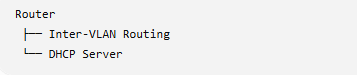 Router
├── Inter-VLAN Routing
└── DHCP Server